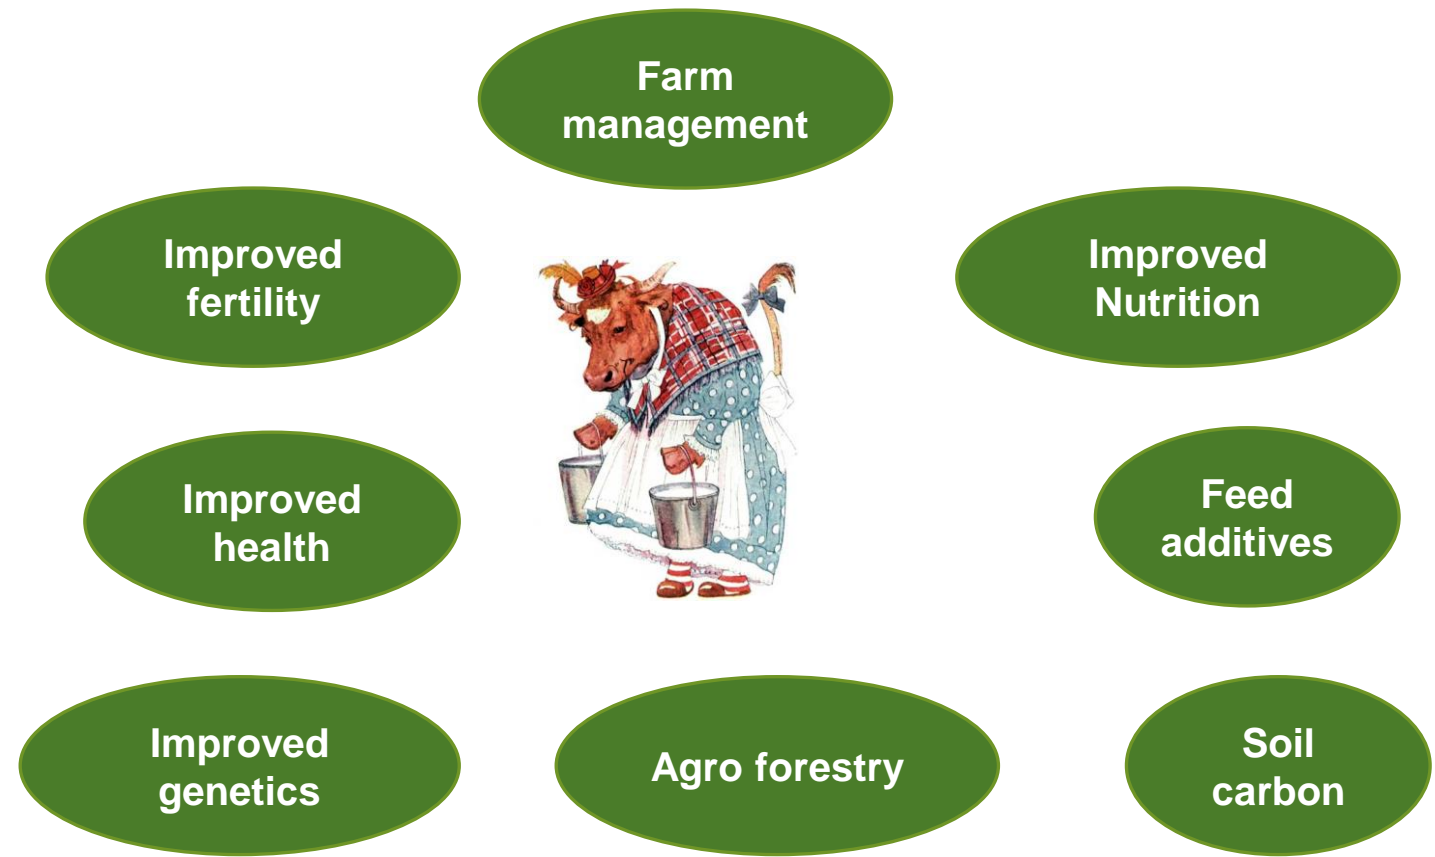 Farm
management
Improved
fertility
Improved
Nutrition
Improved
health
Feed
additives
Improved
genetics
Agro forestry
Soil
carbon